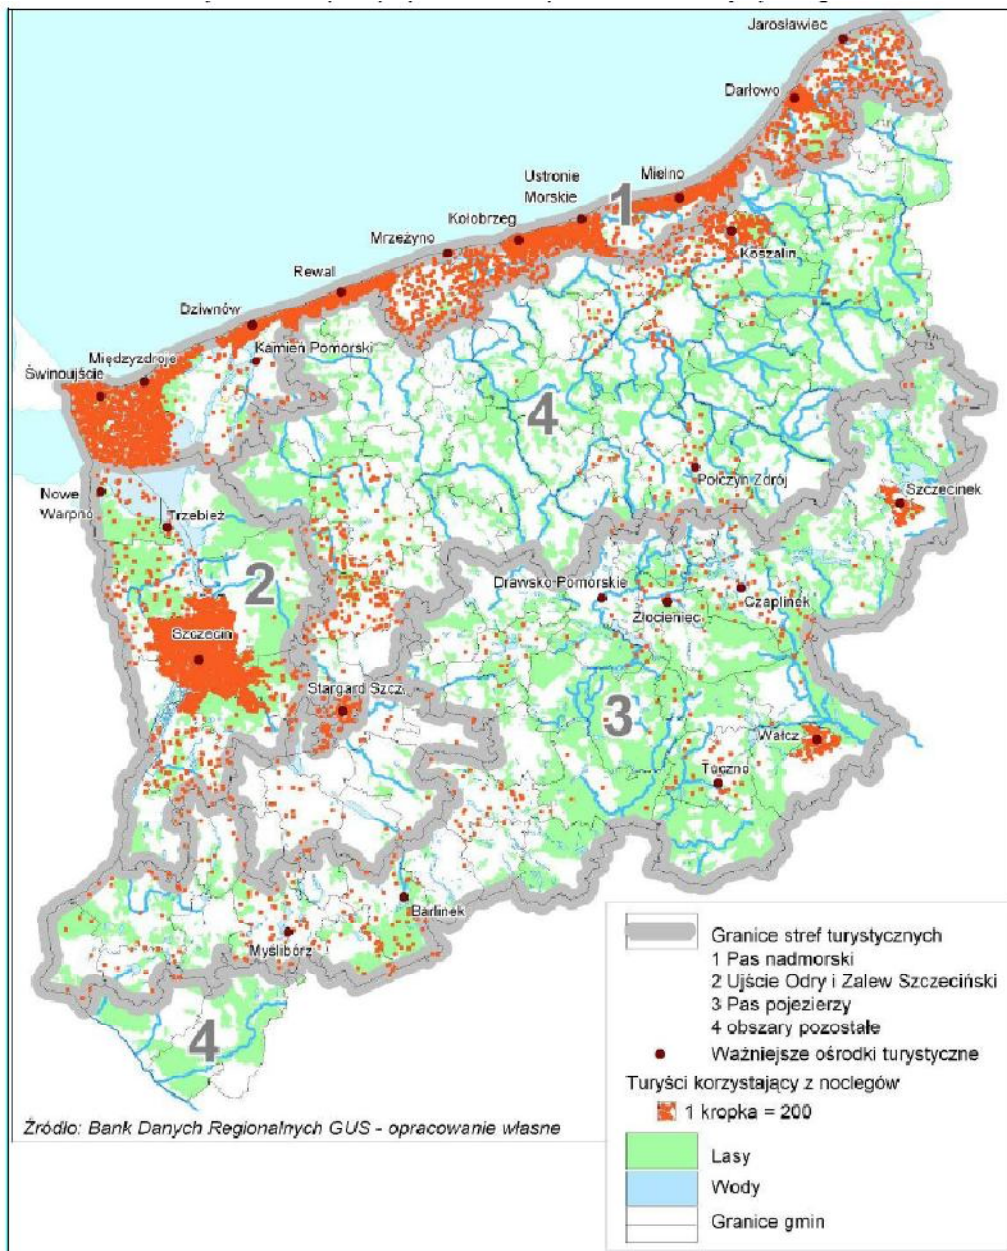 Jarosławiec
Darłowo
Ustronie
Morskie
Mielno
1
Kołobrzeg
Mrzeżyno
Koszalin
Rewal
Dziwnów
Kamień Pomorski
Międzyzdroje
Świnoujście
4
Połczyn Zdrój
Szczecinek
Nowe
Warpno
Trzebież
2
Drawsko-Pomorskie
Czaplinek
Złocieniec
Szczecin
Stargard Szcz.
3
Wałcz
Tuczno
Barlinek
Myślibórz
4
Granice stref turystycznych
1 Pas nadmorski
2 Ujście Odry i Zalew Szczeciński
3 Pas pojezierzy
4 obszary pozostałe
Ważniejsze ośrodki turystyczne
Turyści korzystający z noclegów
1 kropka = 200
Lasy
Wody
Granice gmin
Źródło: Bank Danych Regionalnych GUS - opracowanie własne